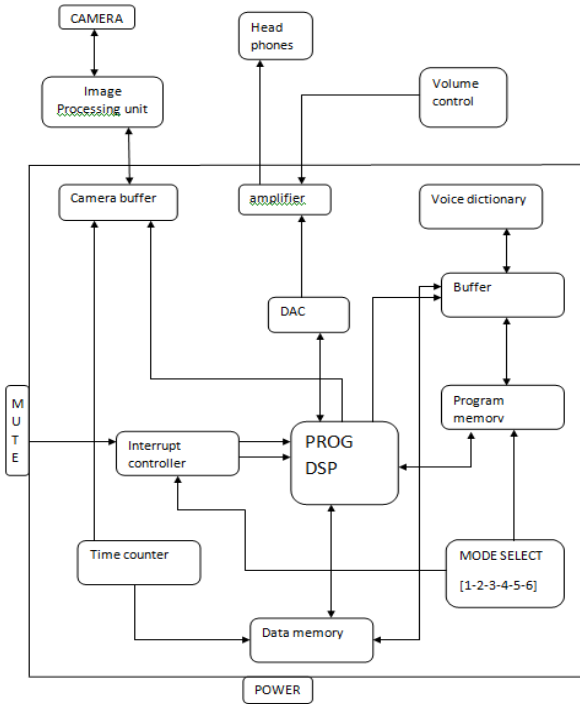 CAMERA
Head
phones
Image
Processing unit
Volume
control
Camera buffer
amplifier
Voice dictionary
Buffer
DAC
M
U
T
E
Program
memory
Interrupt
controller
PROG
DSP
Time counter
MODE SELECT
[1-2-3-4-5-6]
Data memory
POWER